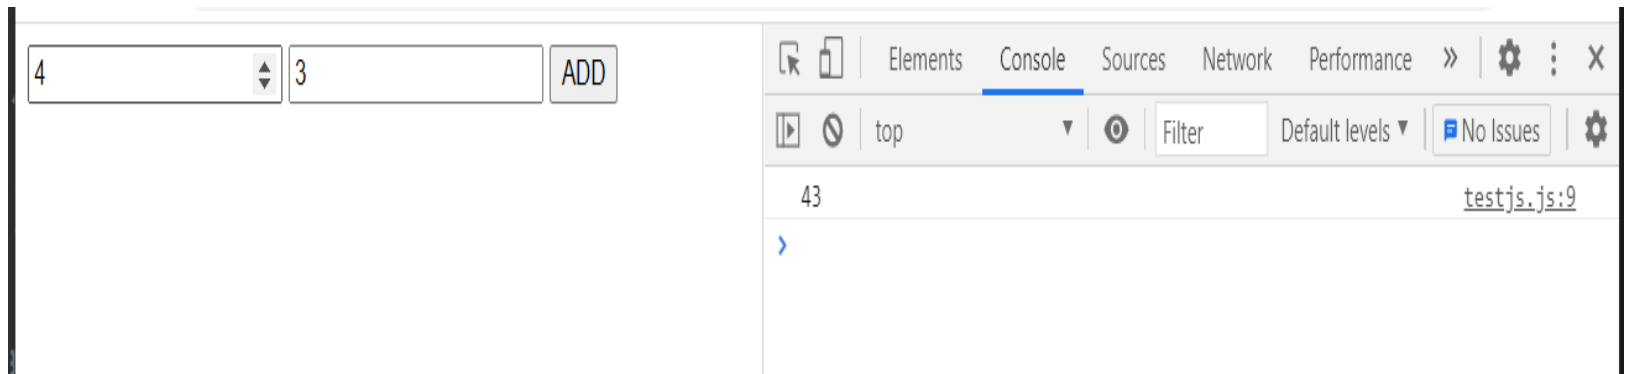 4 3 ADD
Elements Console Sources Network Performance
top Filter Default levels No Issues
43 testjs.js:9